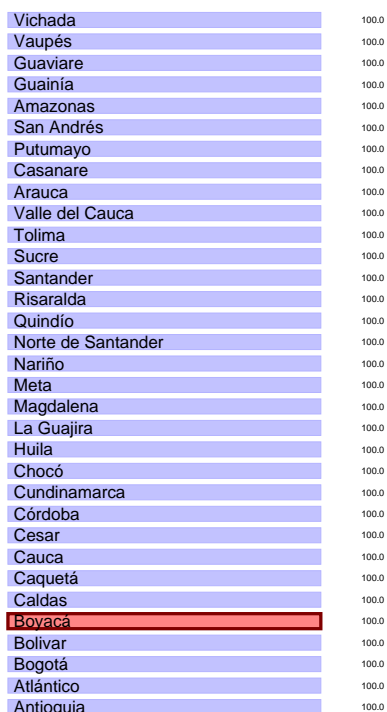 Vichada 100.0
Vaupés 100.0
Guaviare 100.0
Guainía 100.0
Amazonas 100.0
San Andrés 100.0
Putumayo 100.0
Casanare 100.0
Arauca 100.0
Valle del Cauca 100.0
Tolima 100.0
Sucre 100.0
Santander 100.0
Risaralda 100.0
Quindío 100.0
Norte de Santander 100.0
Nariño 100.0
Meta 100.0
Magdalena 100.0
La Guajira 100.0
Huila 100.0
Chocó 100.0
Cundinamarca 100.0
Córdoba 100.0
Cesar 100.0
Cauca 100.0
Caquetá 100.0
Caldas 100.0
Boyacá 100.0
Bolivar 100.0
Bogotá 100.0
Atlántico 100.0
Antioquia 100.0